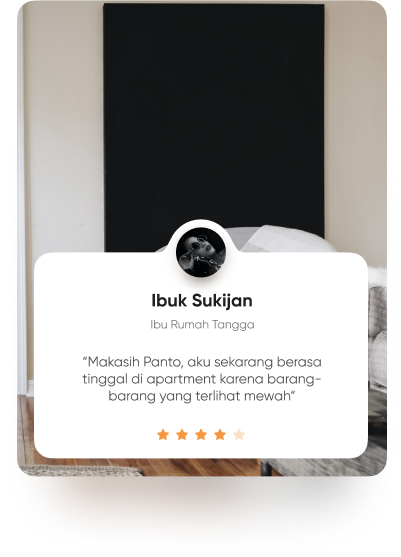 Ibuk Sukijan
Ibu Rumah Tangga
“Makasih Panto, aku sekarang berasa
tinggal di apartment karena barang-
barang yang terlihat mewah”